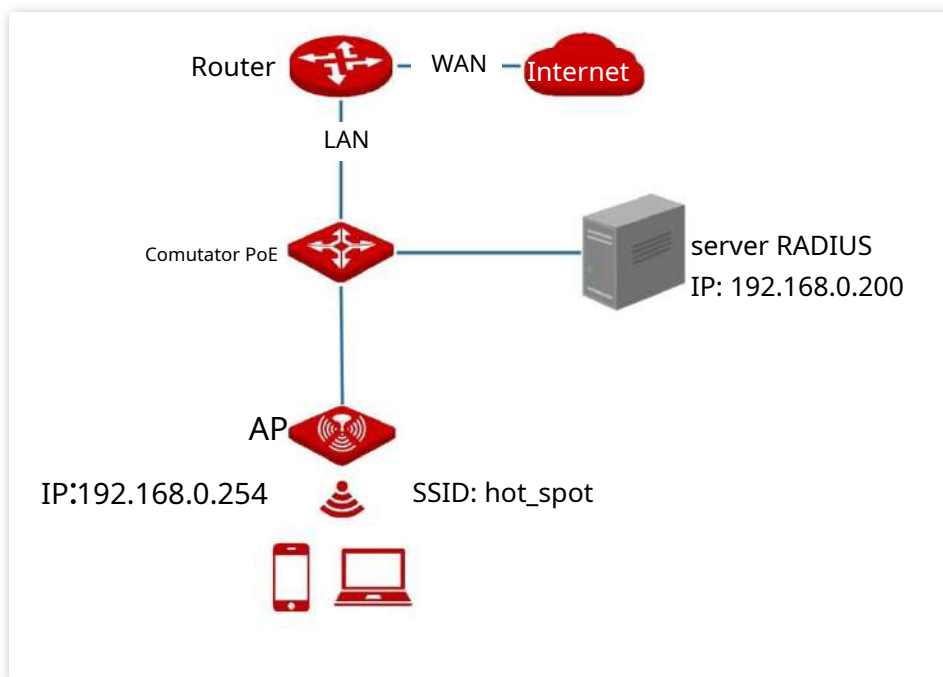 Router
WAN
Internet
LAN
Comutator PoE
server RADIUS
IP: 192.168.0.200
AP
IP:192.168.0.254
SSID: hot_spot